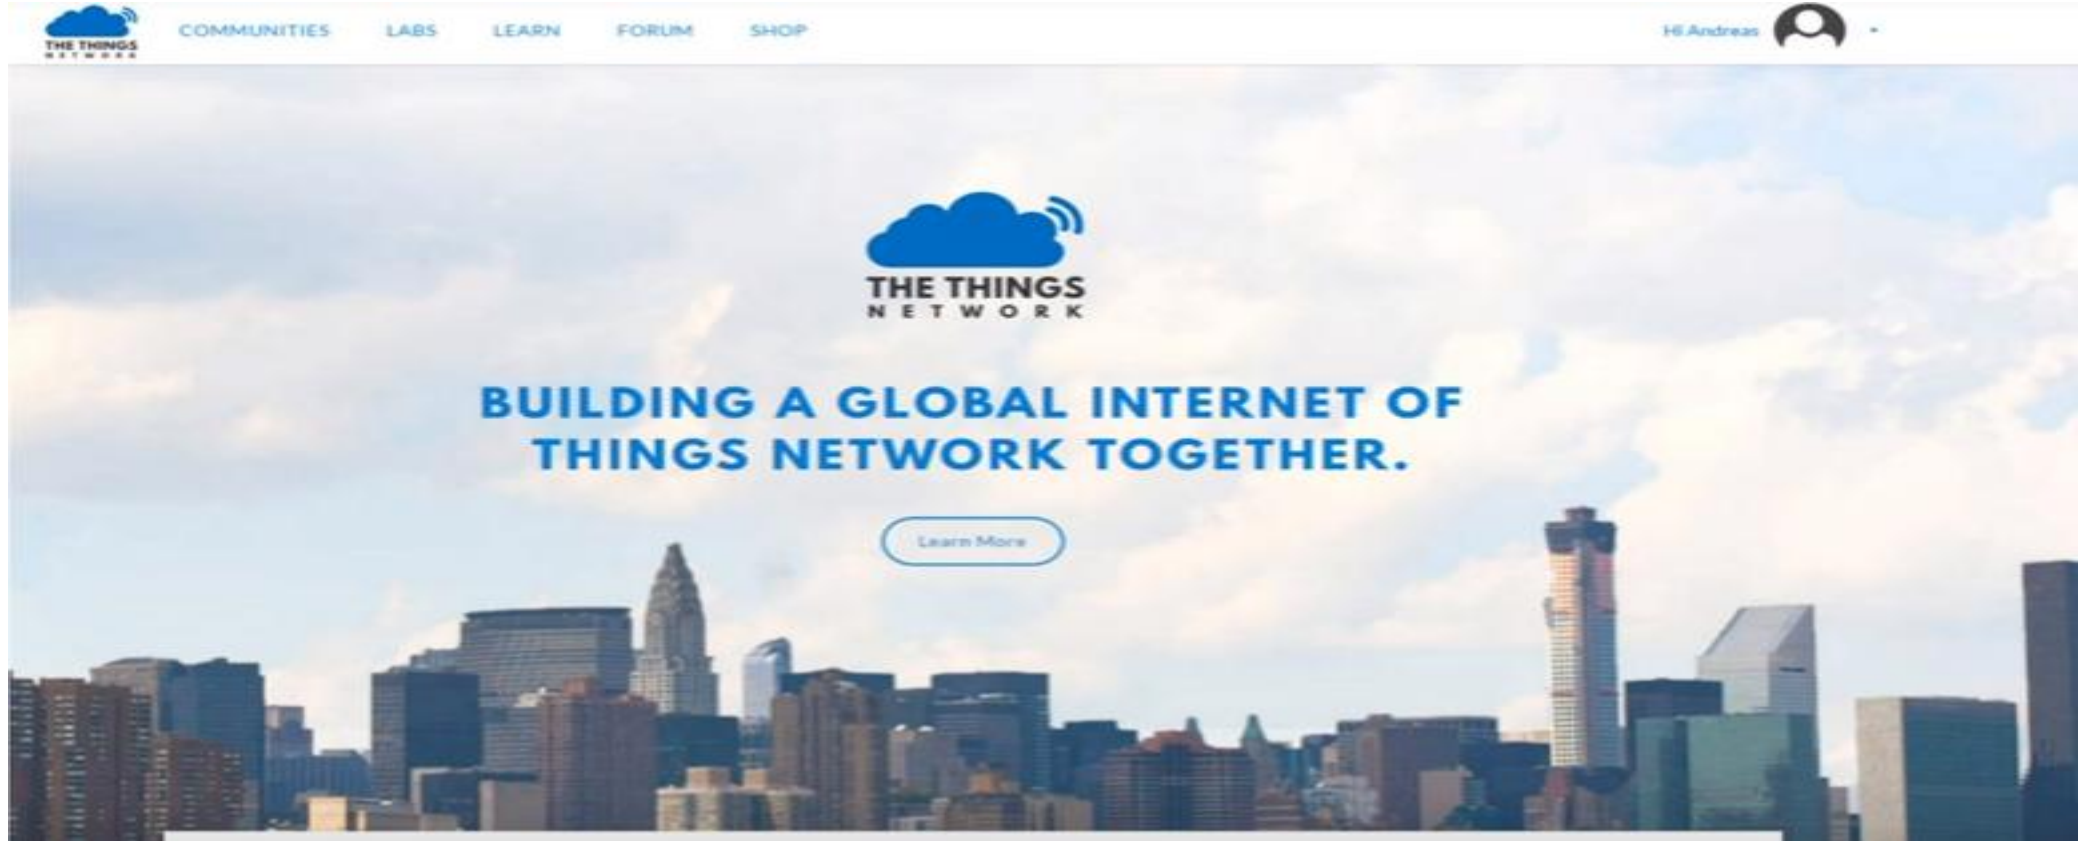 THE THINGS
NETWORK
COMMUNITIES LABS LEARN FORUM SHOP
Hi Andreas
THE THINGS
NETWORK
BUILDING A GLOBAL INTERNET OF
THINGS NETWORK TOGETHER.
Learn More